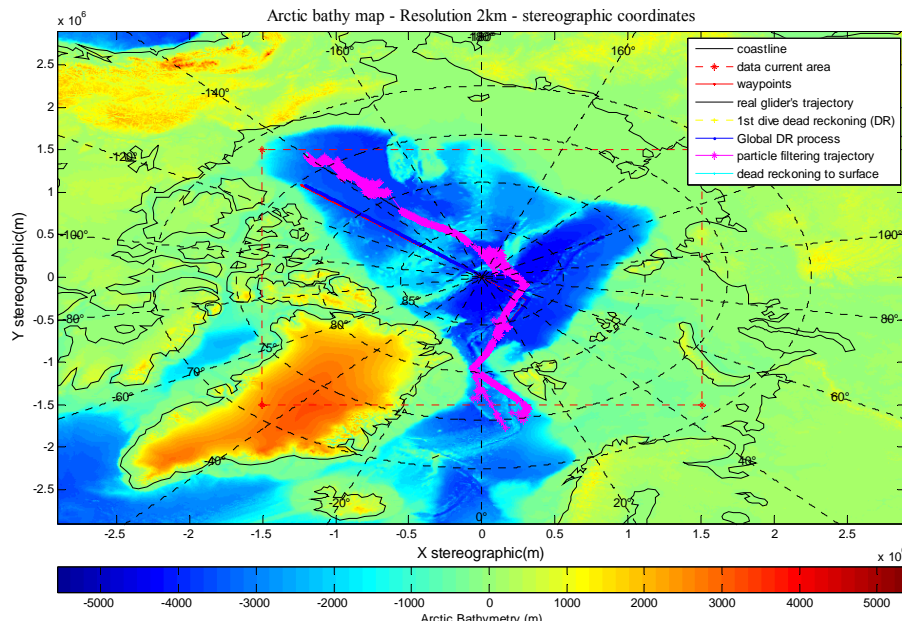 Arctic bathy map - Resolution 2km - stereographic coordinates
x 10^6
2.5
2
1.5
1
0.5
0
-0.5
-1
-1.5
-2
-2.5
Y stereographic(m)
-160°
160°
-140°
-120°
100°
100°
80°
80°
-60°
60°
-40°
40°
-20°
20°
0°
85°
80°
75°
70°
coastline
data current area
waypoints
real glider's trajectory
1st dive dead reckoning (DR)
Global DR process
particle filtering trajectory
dead reckoning to surface
-2.5 -2 -1.5 -1 -0.5 0 0.5 1 1.5 2 2.5
X stereographic(m)
x 10
-5000 -4000 -3000 -2000 -1000 0 1000 2000 3000 4000 5000
Arctic Bathymetry (m)